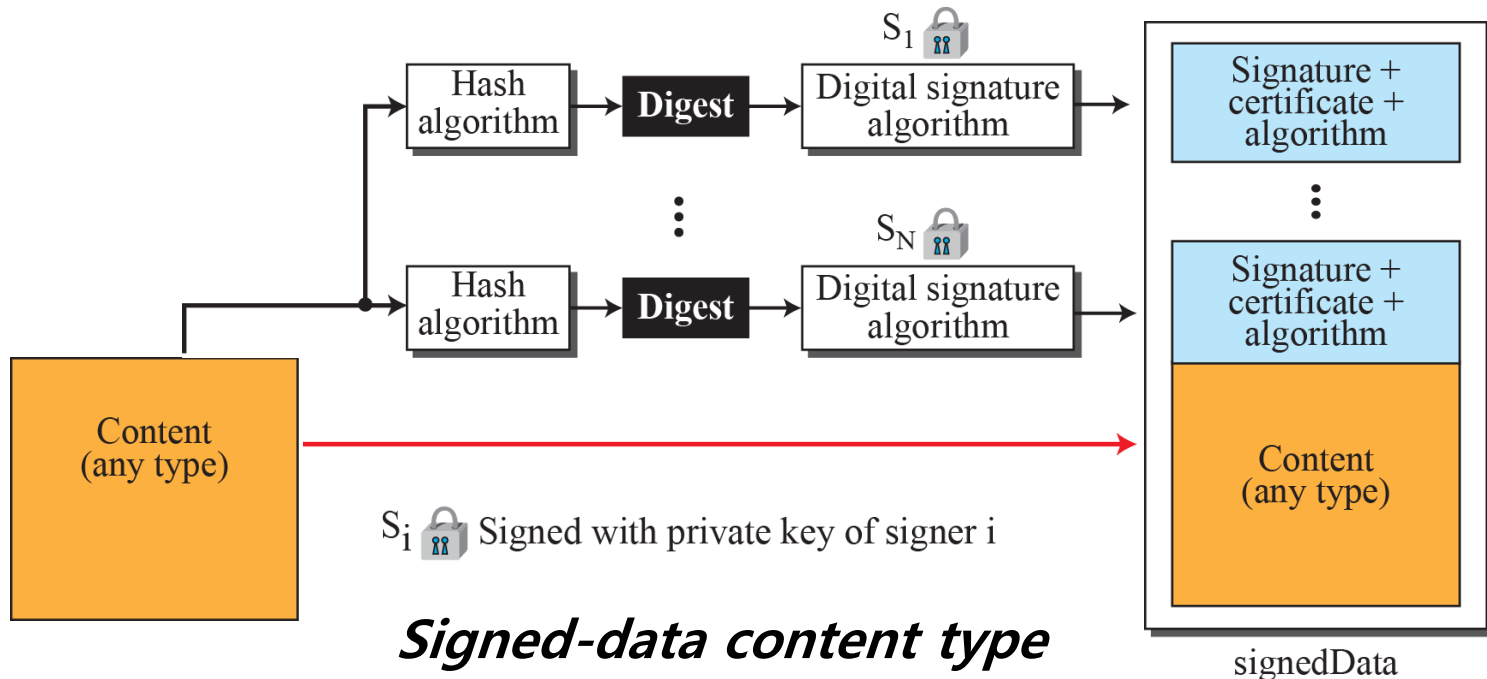 S1
Hash
algorithm
Digest
Digital signature
algorithm
Signature +
certificate +
algorithm
SN
Hash
algorithm
Digest
Digital signature
algorithm
Signature +
certificate +
algorithm
Content
(any type)
Content
(any type)
Si Signed with private key of signer i
Signed-data content type
signedData